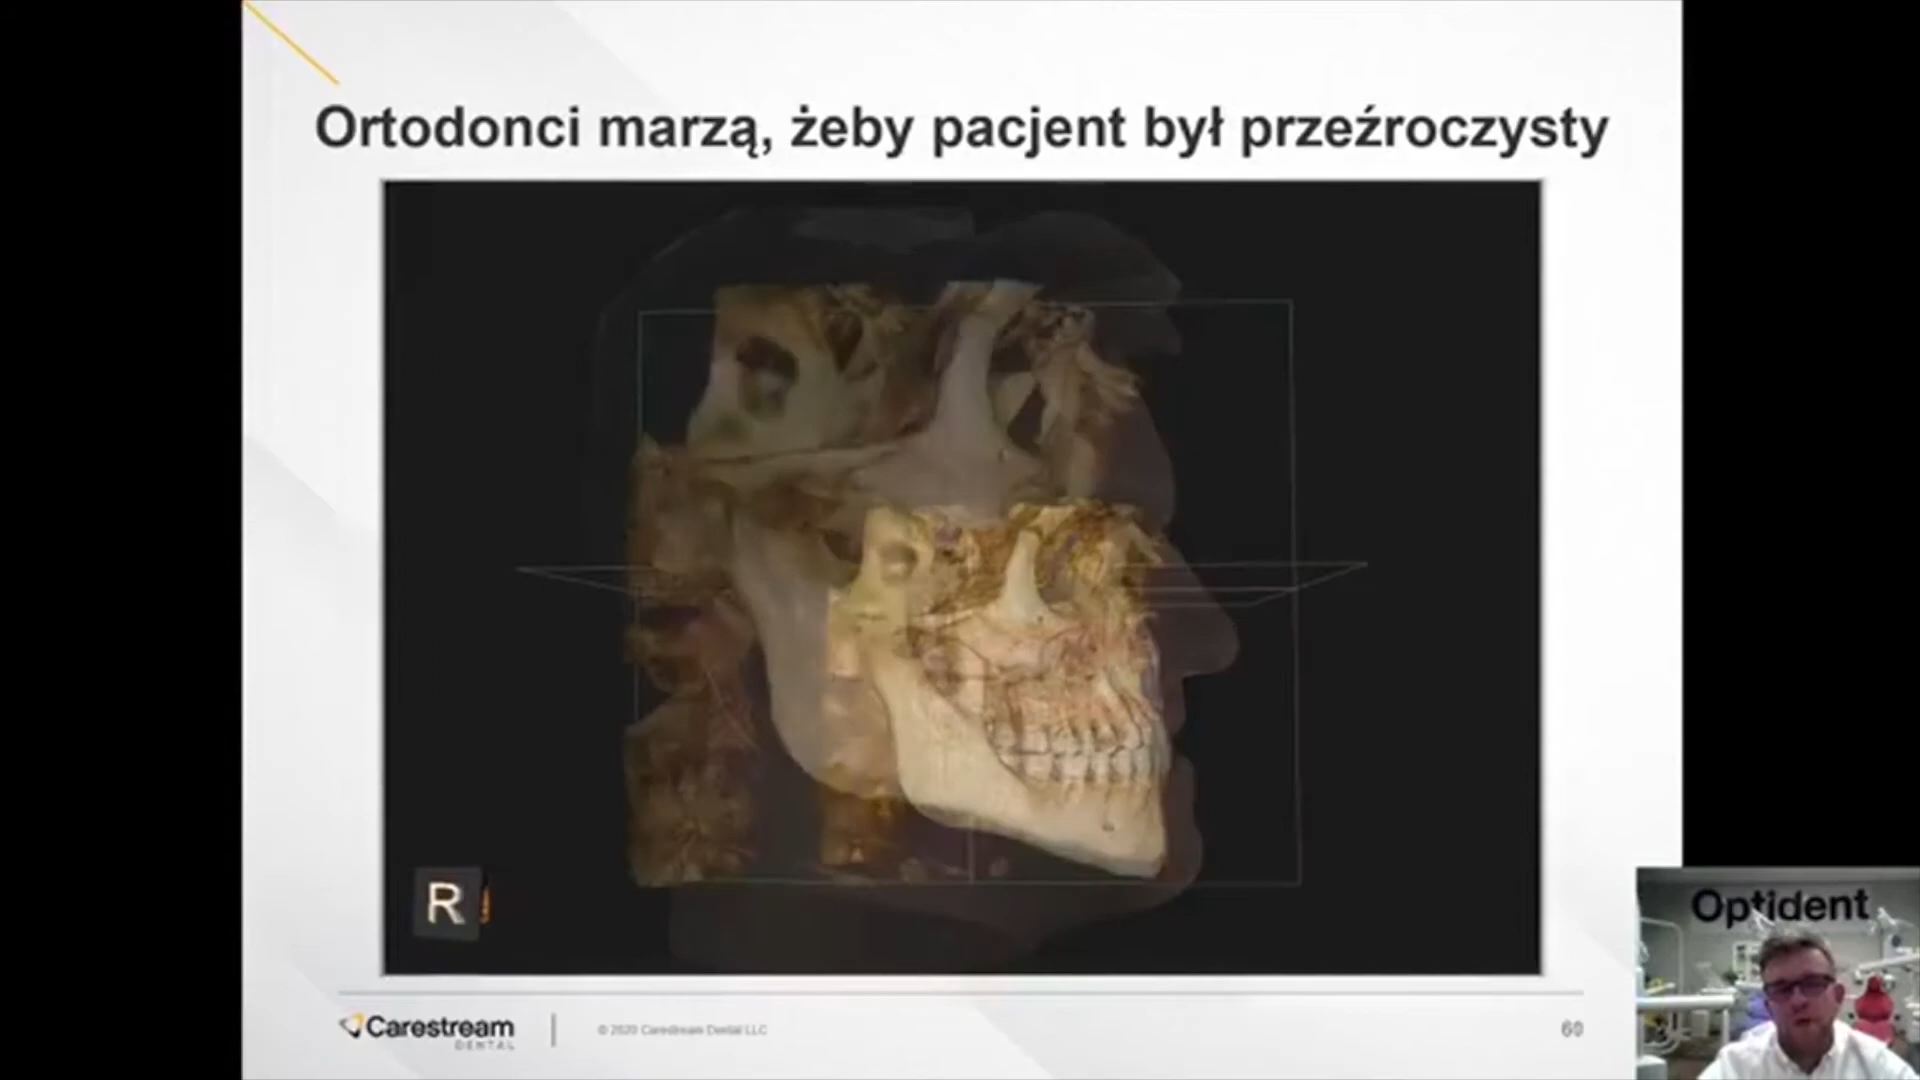 Ortodonci marzą, żeby pacjent był przeźroczysty
R
Carestream
DENTAL
© 2020 Carestream Dental LLC
60
Optident